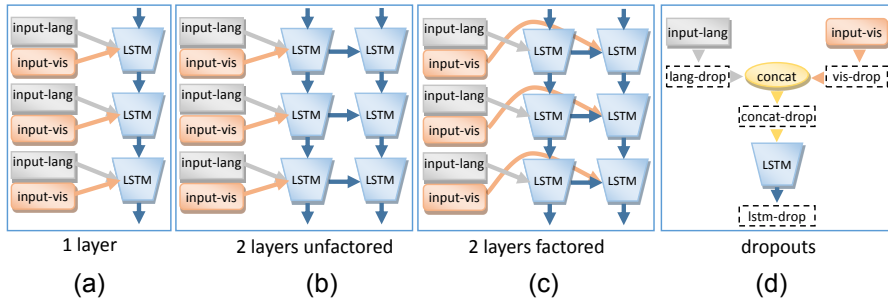 input-lang
input-vis
LSTM
input-lang
input-vis
LSTM
input-lang
input-vis
LSTM
1 layer
(a)
input-lang
input-vis
LSTM
LSTM
input-lang
input-vis
LSTM
LSTM
input-lang
input-vis
LSTM
LSTM
2 layers unfactored
(b)
input-lang
input-vis
LSTM
LSTM
input-lang
input-vis
LSTM
LSTM
input-lang
input-vis
LSTM
LSTM
2 layers factored
(c)
input-lang
input-vis
lang-drop
concat
vis-drop
concat-drop
LSTM
lstm-drop
dropouts
(d)